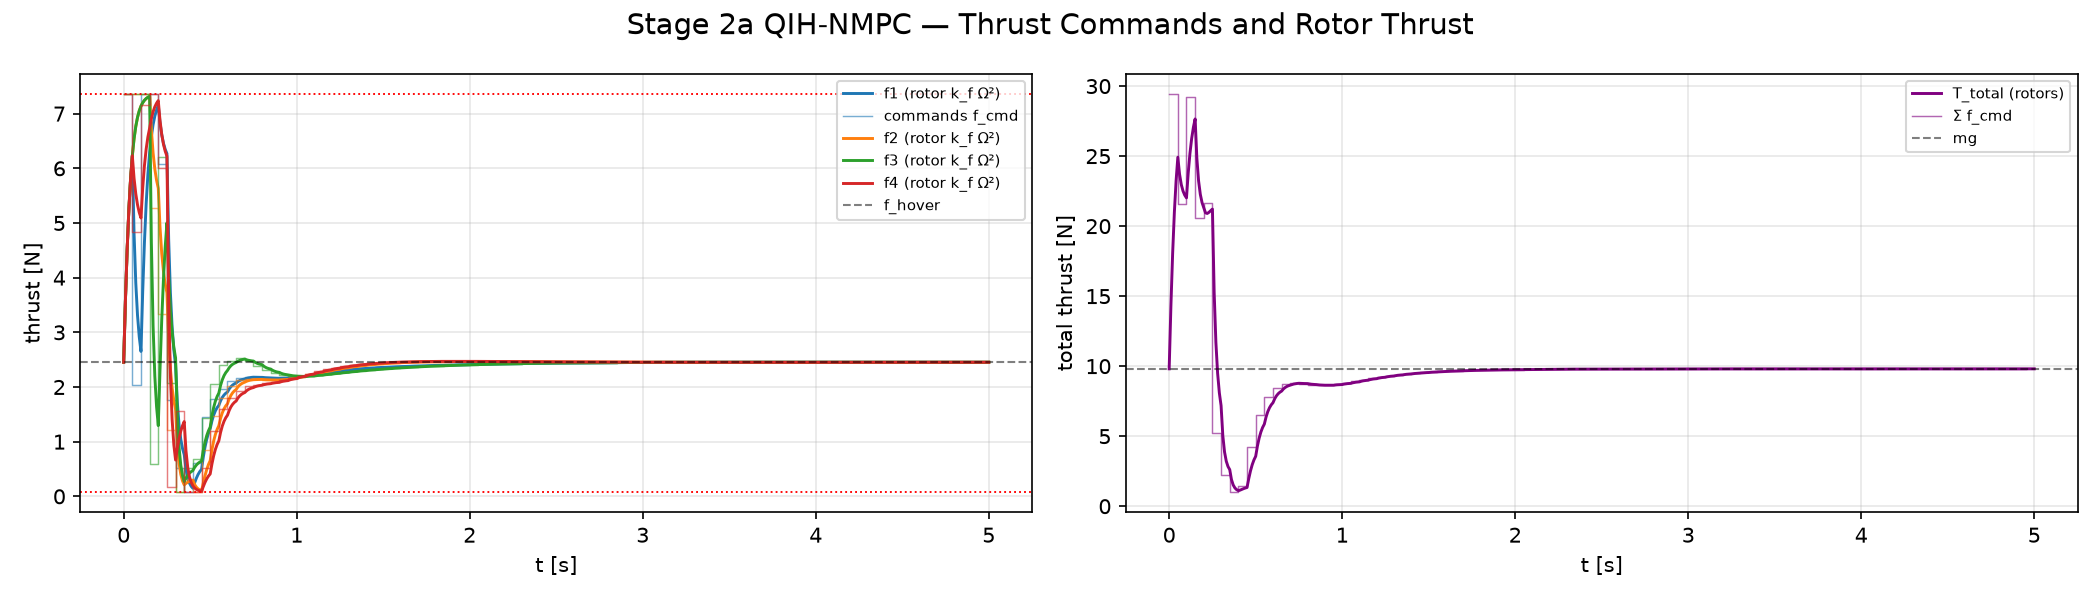 Stage 2a QIH-NMPC — Thrust Commands and Rotor Thrust
thrust [N]
7
6
5
4
3
2
1
0
f1 (rotor k_f Ω²)
commands f_cmd
f2 (rotor k_f Ω²)
f3 (rotor k_f Ω²)
f4 (rotor k_f Ω²)
f_hover
0 1 2 3 4 5
t [s]
total thrust [N]
30
25
20
15
10
5
0
T_total (rotors)
Σ f_cmd
mg
0 1 2 3 4 5
t [s]